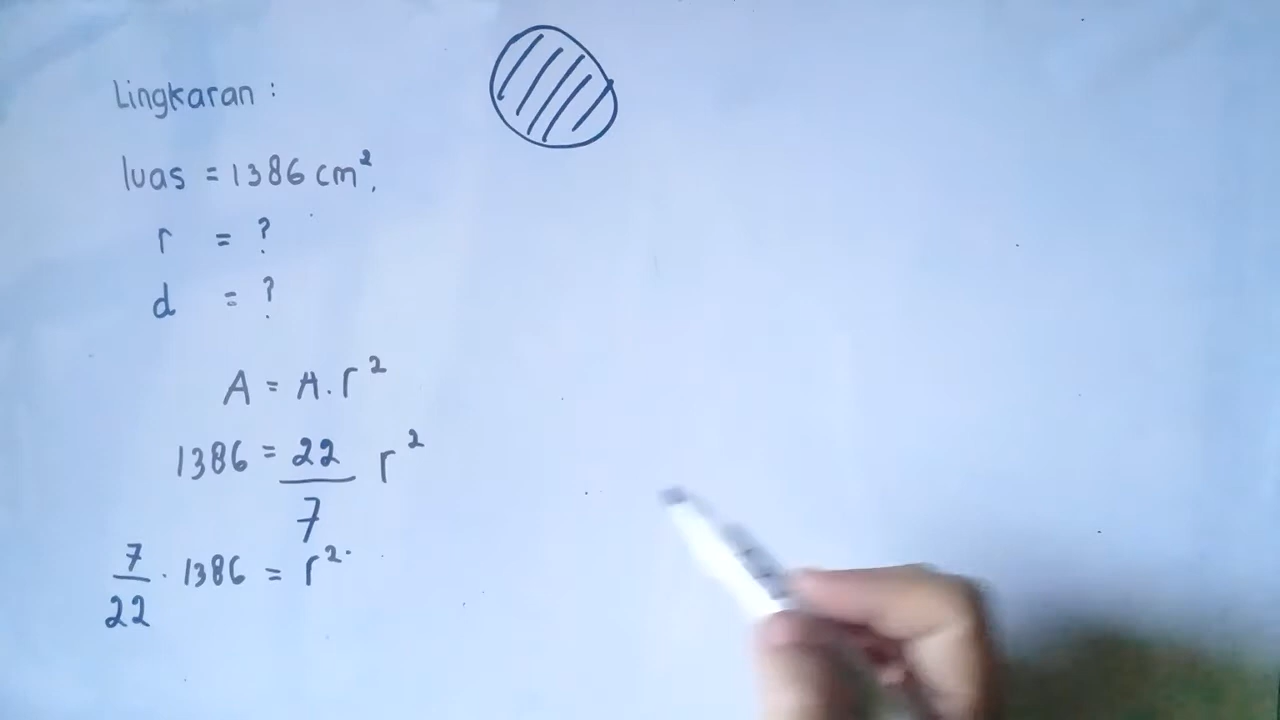 Lingkaran :
luas = 1386 cm².
r = ?
d = ?
A = π . r²
1386 = 22/7 r²
7/22 · 1386 = r²